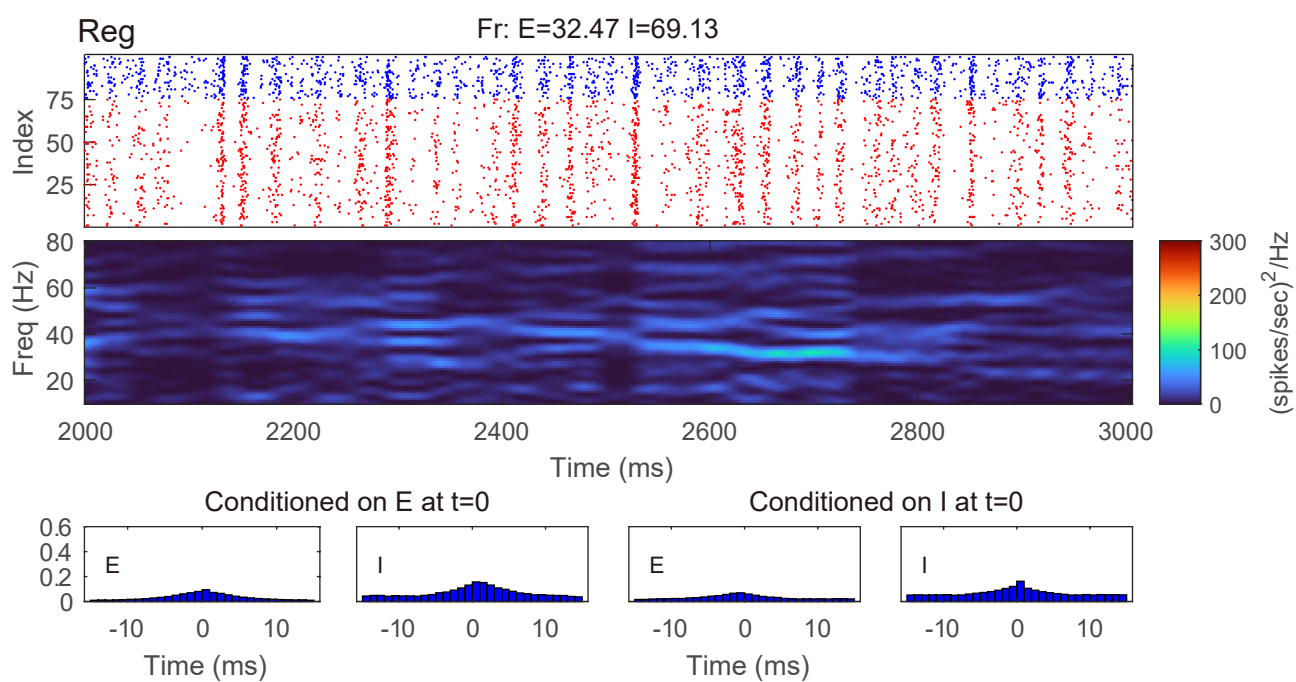 Reg
Fr: E=32.47 I=69.13
Index
75
50
25
Freq (Hz)
80
60
40
20
2000
2200
2400
2600
2800
3000
Time (ms)
300
200
100
0
(spikes/sec)²/Hz
Conditioned on E at t=0
Conditioned on I at t=0
0.6
0.4
0.2
0
E
I
E
I
-10 0 10
-10 0 10
-10 0 10
-10 0 10
Time (ms)
Time (ms)